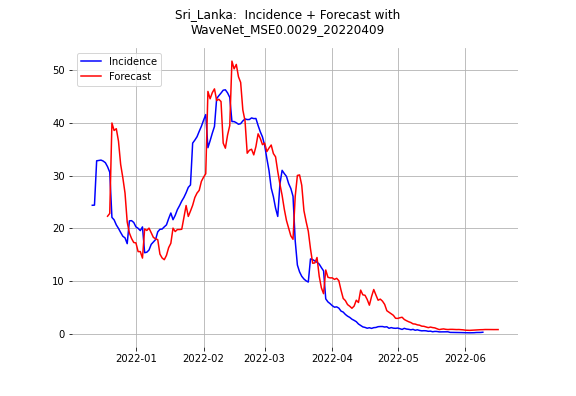 Sri_Lanka:  Incidence + Forecast with
WaveNet_MSE0.0029_20220409
Incidence
Forecast
50
40
30
20
10
0
2022-01 2022-02 2022-03 2022-04 2022-05 2022-06